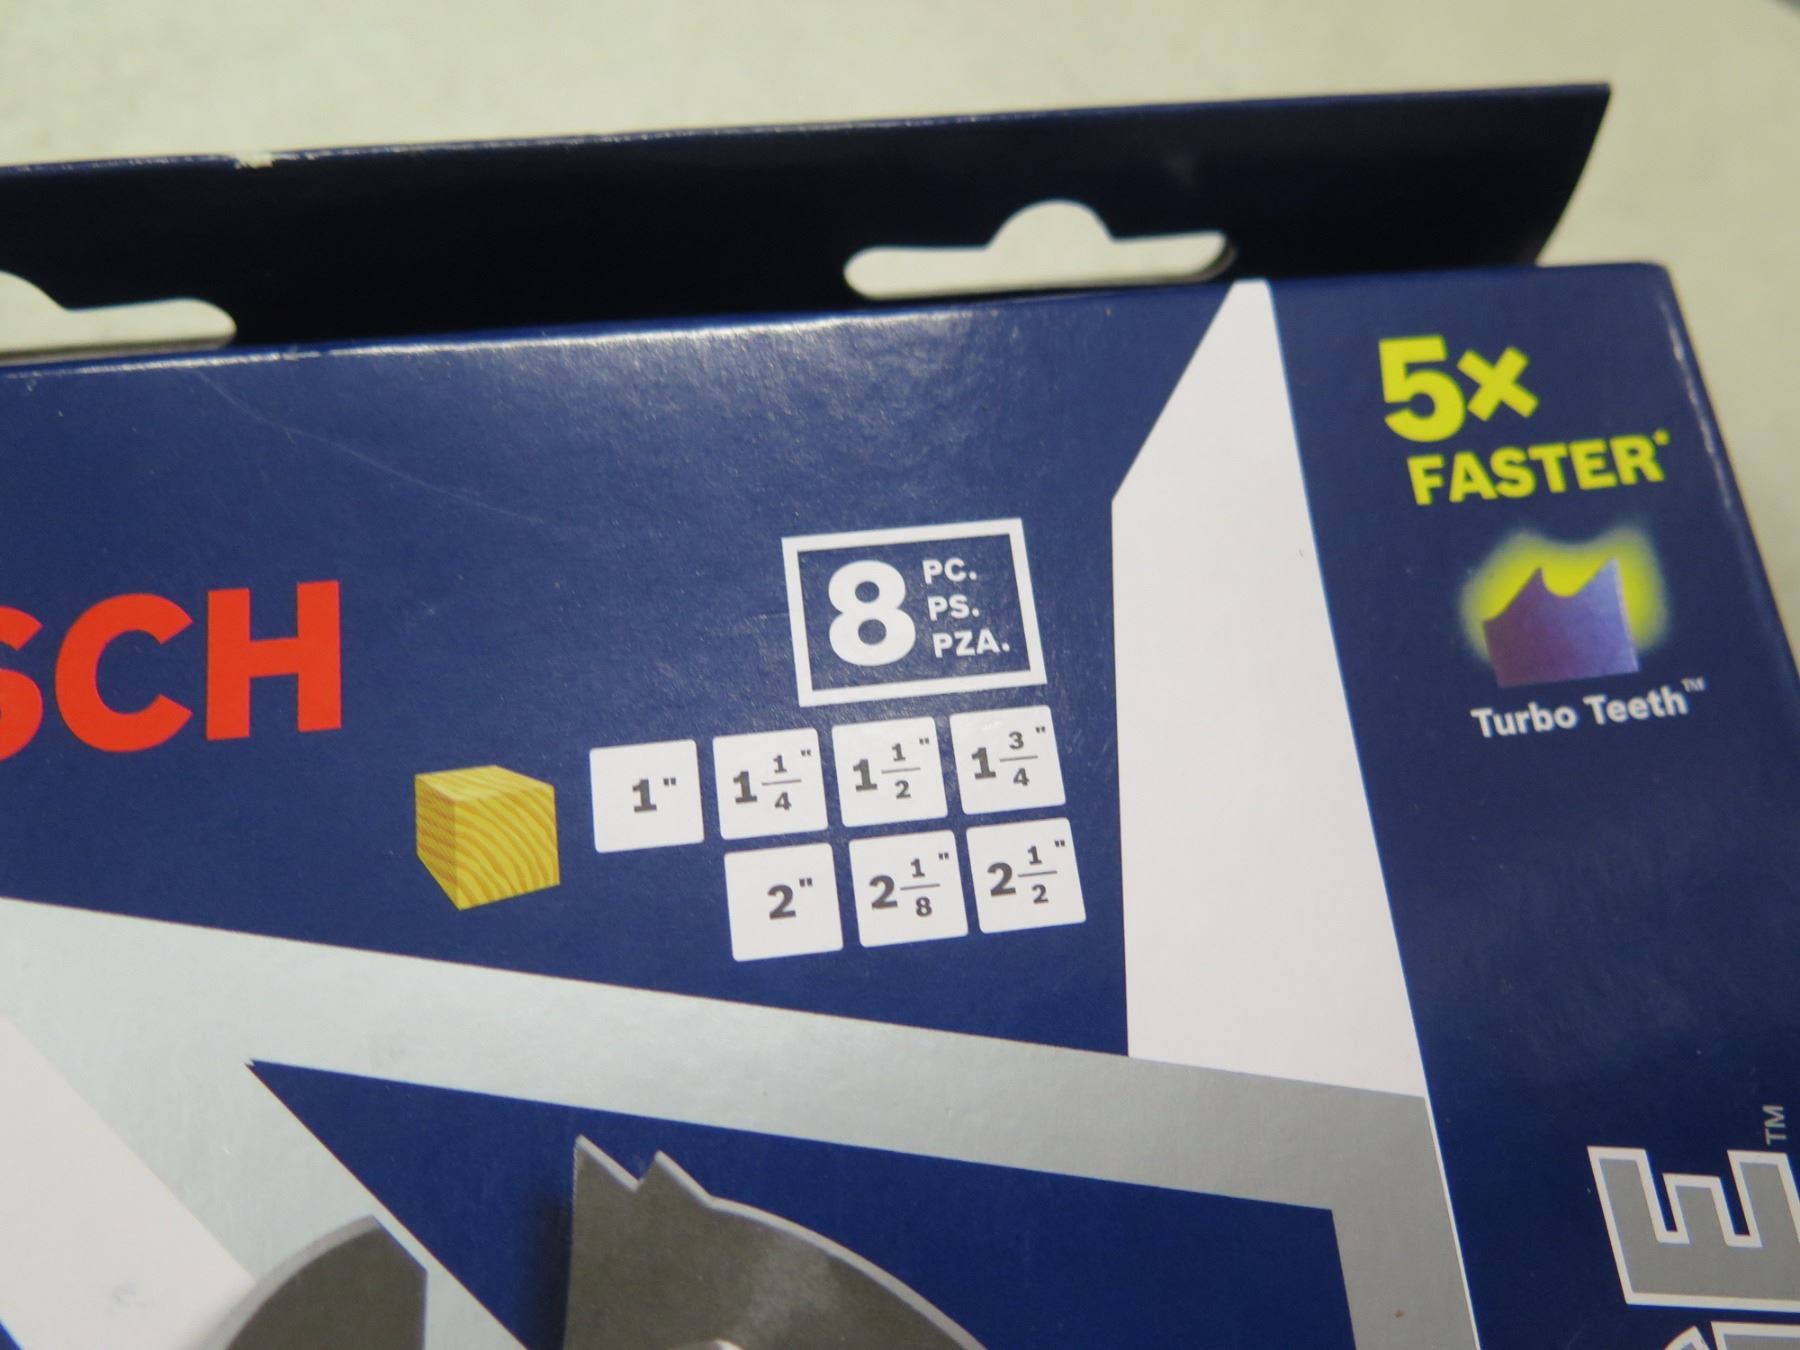 5x
FASTER*
Turbo Teeth™
SCH
8 PC.
PS.
PZA.
1" 1 1/4" 1 1/2" 1 3/4"
2" 2 1/8" 2 1/2"
E™